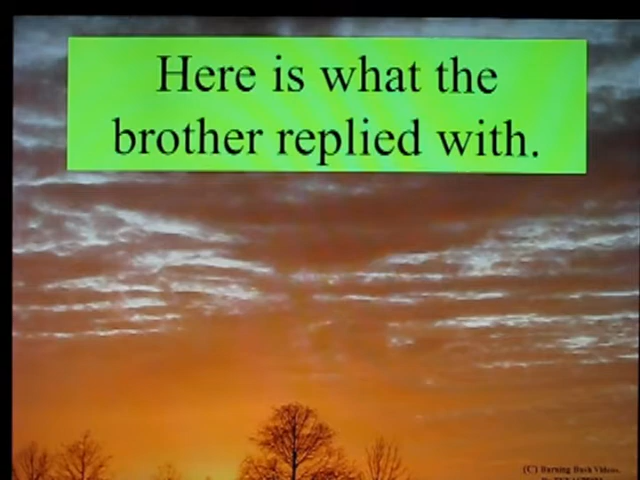 Here is what the
brother replied with.
(C) Burning Bush Videos.